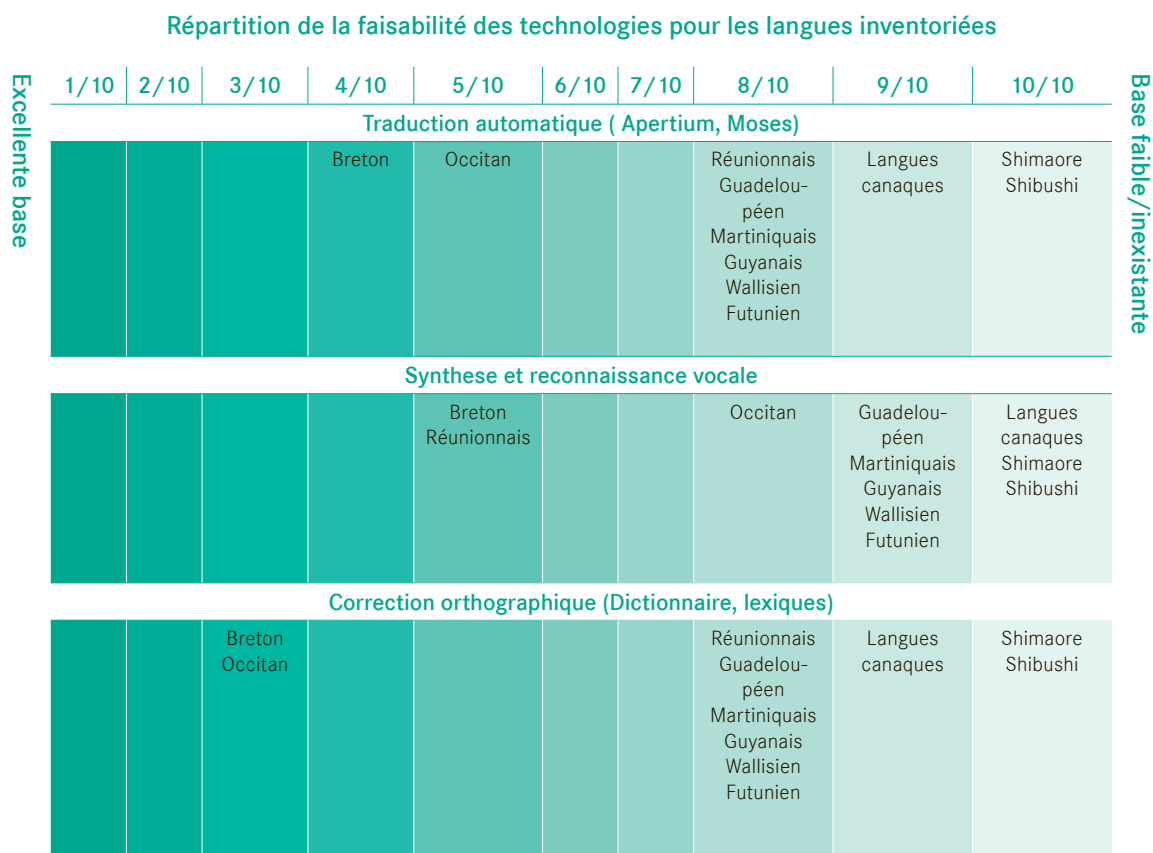 Répartition de la faisabilité des technologies pour les langues inventoriées
Excellente base
1/10 2/10 3/10 4/10 5/10 6/10 7/10 8/10 9/10 10/10
Base faible/inexistante
Traduction automatique ( Apertium, Moses)
Breton
Occitan
Réunionnais
Guadelou-
péen
Martiniquais
Guyanais
Wallisien
Futunien
Langues
canaques
Shimaore
Shibushi
Synthese et reconnaissance vocale
Breton
Réunionnais
Occitan
Guadelou-
péen
Martiniquais
Guyanais
Wallisien
Futunien
Langues
canaques
Shimaore
Shibushi
Correction orthographique (Dictionnaire, lexiques)
Breton
Occitan
Réunionnais
Guadelou-
péen
Martiniquais
Guyanais
Wallisien
Futunien
Langues
canaques
Shimaore
Shibushi